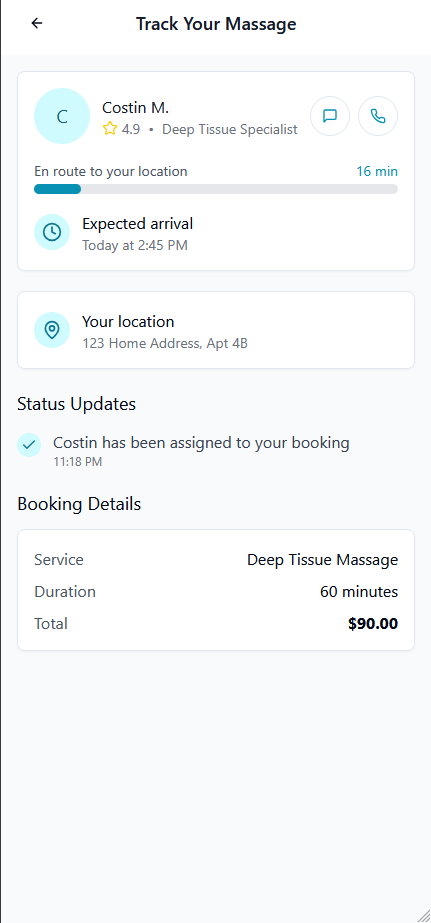 Track Your Massage
C
Costin M.
4.9 • Deep Tissue Specialist
En route to your location 16 min
Expected arrival
Today at 2:45 PM
Your location
123 Home Address, Apt 4B
Status Updates
Costin has been assigned to your booking
11:18 PM
Booking Details
Service Deep Tissue Massage
Duration 60 minutes
Total $90.00